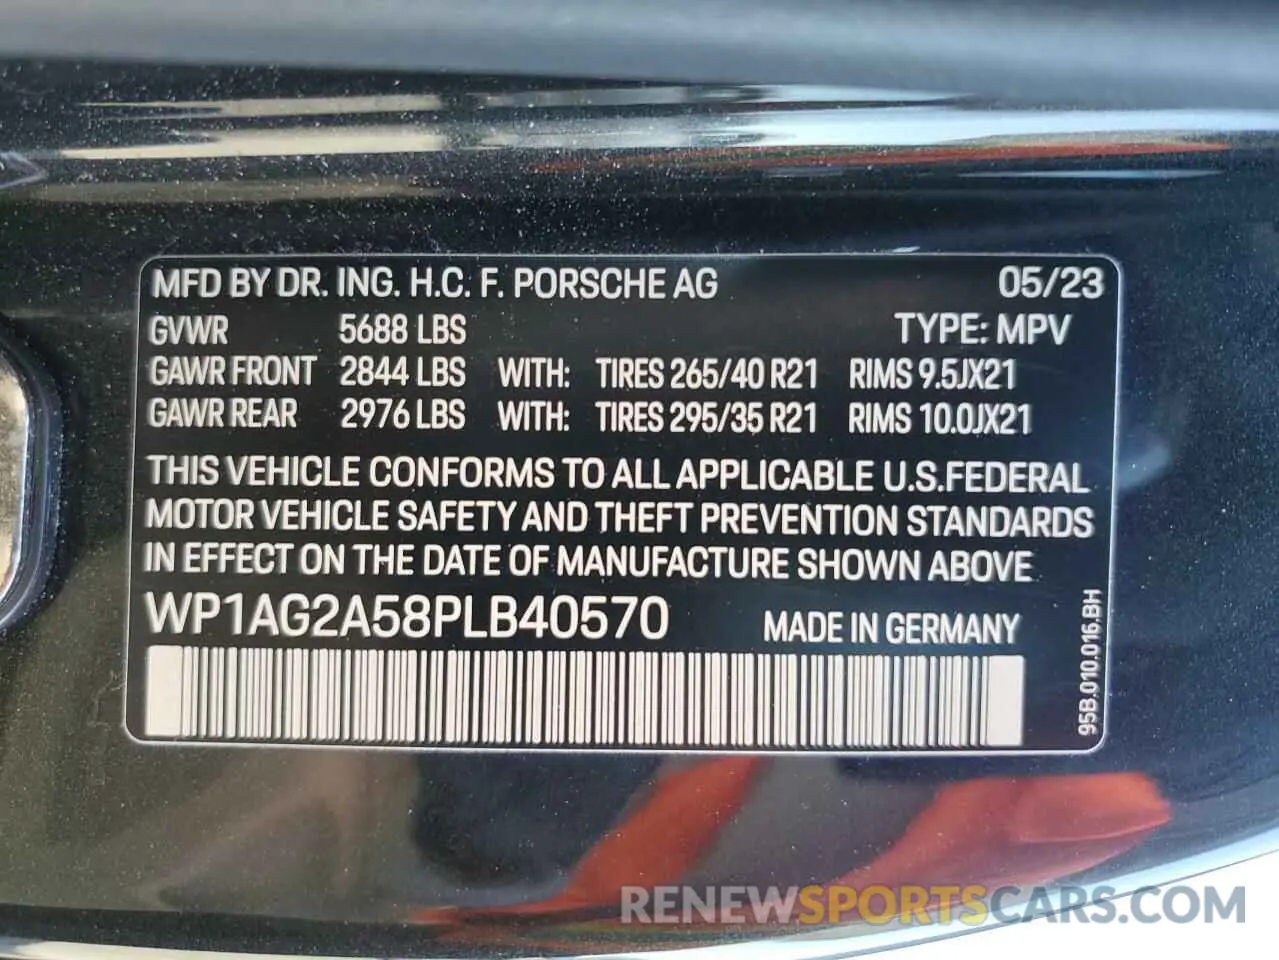 MFD BY DR. ING. H.C. F. PORSCHE AG 05/23
GVWR 5688 LBS TYPE: MPV
GAWR FRONT 2844 LBS WITH: TIRES 265/40 R21 RIMS 9.5JX21
GAWR REAR 2976 LBS WITH: TIRES 295/35 R21 RIMS 10.0JX21
THIS VEHICLE CONFORMS TO ALL APPLICABLE U.S.FEDERAL
MOTOR VEHICLE SAFETY AND THEFT PREVENTION STANDARDS
IN EFFECT ON THE DATE OF MANUFACTURE SHOWN ABOVE
WP1AG2A58PLB40570 MADE IN GERMANY
95B.010.016.BH
RENEWSPORTSCARS.COM